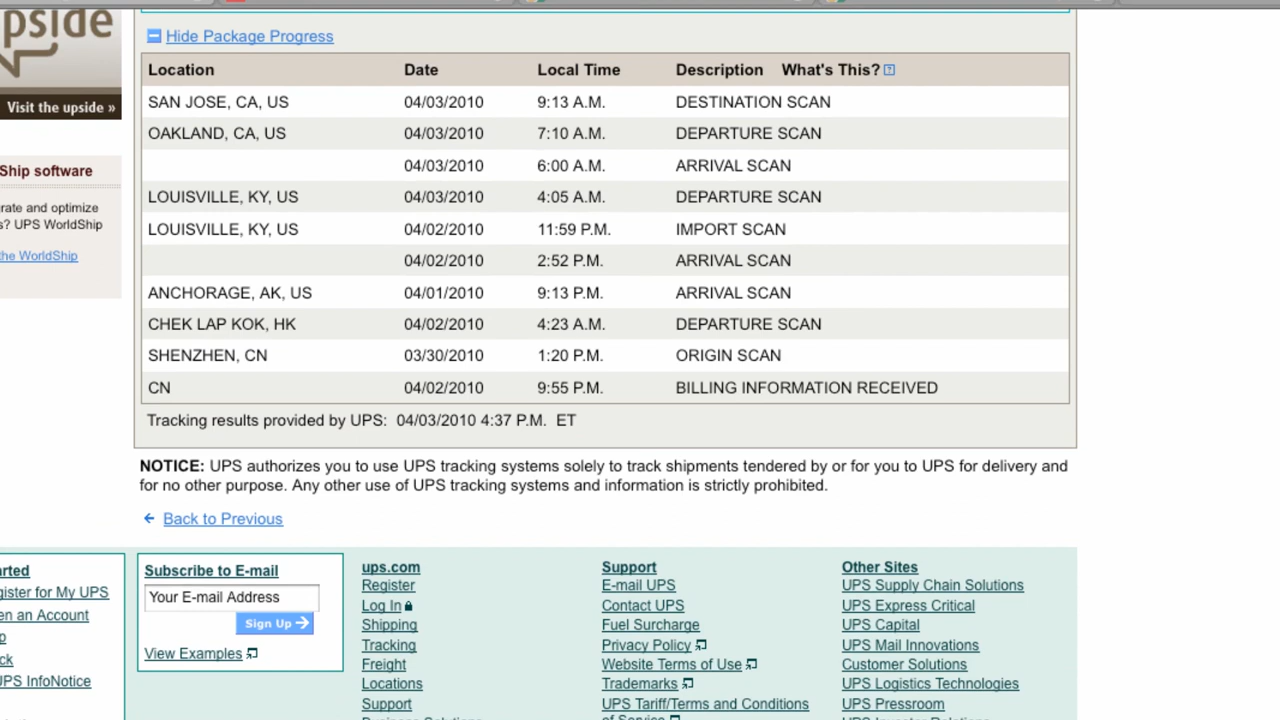 pside
Visit the upside »
Ship software
rate and optimize
s? UPS WorldShip
the WorldShip
Hide Package Progress
Location Date Local Time Description What's This? ?
SAN JOSE, CA, US 04/03/2010 9:13 A.M. DESTINATION SCAN
OAKLAND, CA, US 04/03/2010 7:10 A.M. DEPARTURE SCAN
04/03/2010 6:00 A.M. ARRIVAL SCAN
LOUISVILLE, KY, US 04/03/2010 4:05 A.M. DEPARTURE SCAN
LOUISVILLE, KY, US 04/02/2010 11:59 P.M. IMPORT SCAN
04/02/2010 2:52 P.M. ARRIVAL SCAN
ANCHORAGE, AK, US 04/01/2010 9:13 P.M. ARRIVAL SCAN
CHEK LAP KOK, HK 04/02/2010 4:23 A.M. DEPARTURE SCAN
SHENZHEN, CN 03/30/2010 1:20 P.M. ORIGIN SCAN
CN 04/02/2010 9:55 P.M. BILLING INFORMATION RECEIVED
Tracking results provided by UPS: 04/03/2010 4:37 P.M. ET
NOTICE: UPS authorizes you to use UPS tracking systems solely to track shipments tendered by or for you to UPS for delivery and
for no other purpose. Any other use of UPS tracking systems and information is strictly prohibited.
Back to Previous
arted
gister for My UPS
en an Account
p
ck
UPS InfoNotice
Subscribe to E-mail
Your E-mail Address
Sign Up
View Examples
ups.com
Register
Log In
Shipping
Tracking
Freight
Locations
Support
Business Solutions
Support
E-mail UPS
Contact UPS
Fuel Surcharge
Privacy Policy
Website Terms of Use
Trademarks
UPS Tariff/Terms and Conditions
of Service
Other Sites
UPS Supply Chain Solutions
UPS Express Critical
UPS Capital
UPS Mail Innovations
Customer Solutions
UPS Logistics Technologies
UPS Pressroom
UPS Investor Relations